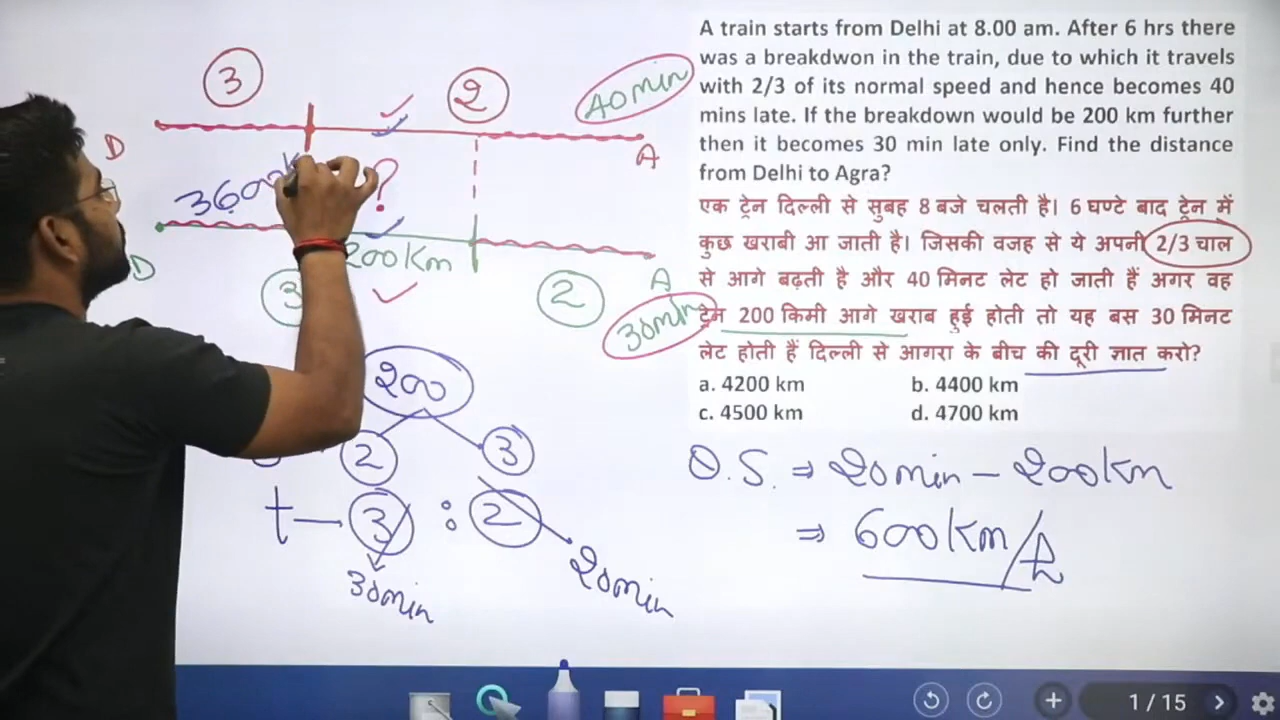 A train starts from Delhi at 8.00 am. After 6 hrs there
was a breakdwon in the train, due to which it travels
with 2/3 of its normal speed and hence becomes 40
mins late. If the breakdown would be 200 km further
then it becomes 30 min late only. Find the distance
from Delhi to Agra?
एक ट्रेन दिल्ली से सुबह 8 बजे चलती है। 6 घण्टे बाद ट्रेन में
कुछ खराबी आ जाती है। जिसकी वजह से ये अपनी 2/3 चाल
से आगे बढ़ती है और 40 मिनट लेट हो जाती हैं अगर वह
ट्रेन 200 किमी आगे खराब हुई होती तो यह बस 30 मिनट
लेट होती हैं दिल्ली से आगरा के बीच की दूरी ज्ञात करो?
a. 4200 km b. 4400 km
c. 4500 km d. 4700 km
3 2 40min
D A
3600 ?
D 200Km A
3 2 30min
200
2 3
t — 3 : 2
30min 20min
O.S. ⇒ 20min — 200Km
⇒ 600Km/h
1 / 15